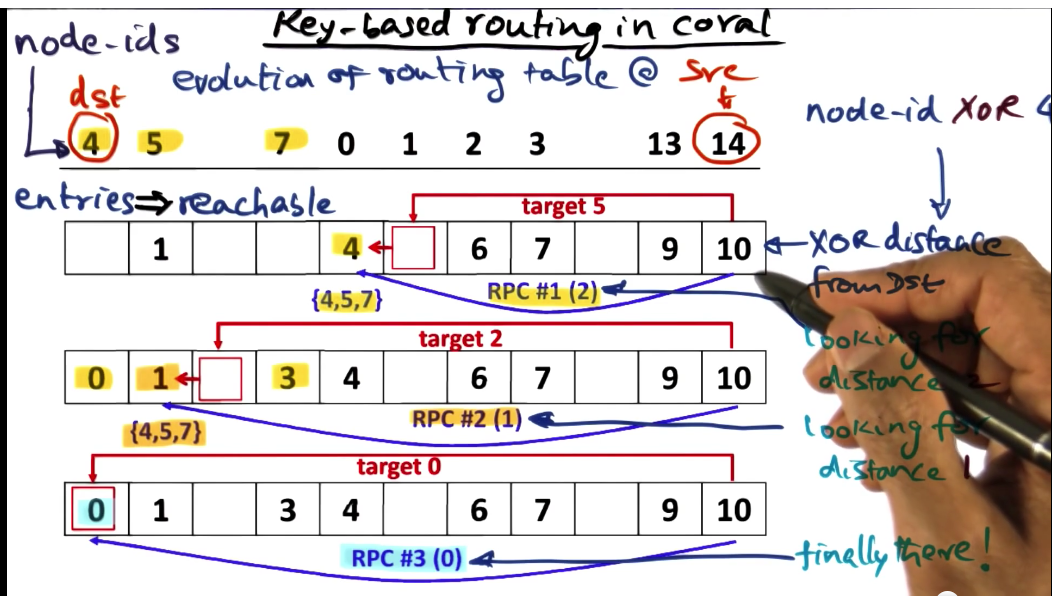 Key-based routing in coral
node-ids
evolution of routing table @ src
dst
node-id XOR 4
4 5 7 0 1 2 3 13 14
entries ⇒ reachable
target 5
1 4 6 7 9 10
XOR distance
from Dst
{4,5,7}
RPC #1 (2)
looking for
distance 2
target 2
0 1 3 4 6 7 9 10
{4,5,7}
RPC #2 (1)
looking for
distance 1
target 0
0 1 3 4 6 7 9 10
RPC #3 (0)
finally there!